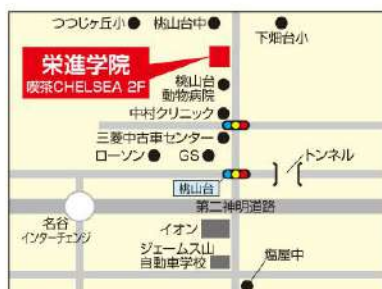 つつじヶ丘小
桃山台中
下畑台小
栄進学院
喫茶CHELSEA 2F
桃山台
動物病院
中村クリニック
三菱中古車センター
ローソン
GS
トンネル
桃山台
第二神明道路
名谷
インターチェンジ
イオン
ジェームス山
自動車学校
塩屋中